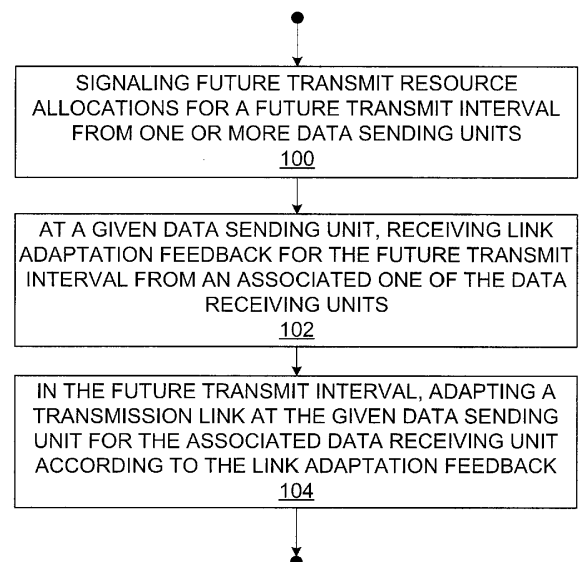 SIGNALING FUTURE TRANSMIT RESOURCE
ALLOCATIONS FOR A FUTURE TRANSMIT INTERVAL
FROM ONE OR MORE DATA SENDING UNITS
100
AT A GIVEN DATA SENDING UNIT, RECEIVING LINK
ADAPTATION FEEDBACK FOR THE FUTURE TRANSMIT
INTERVAL FROM AN ASSOCIATED ONE OF THE DATA
RECEIVING UNITS
102
IN THE FUTURE TRANSMIT INTERVAL, ADAPTING A
TRANSMISSION LINK AT THE GIVEN DATA SENDING
UNIT FOR THE ASSOCIATED DATA RECEIVING UNIT
ACCORDING TO THE LINK ADAPTATION FEEDBACK
104